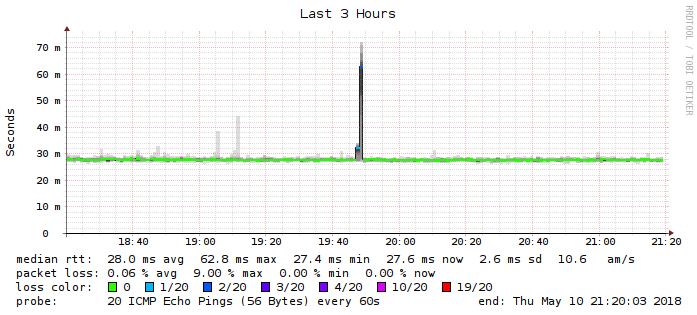 Last 3 Hours
RRDTOOL / TOBI OETIKER
Seconds
70 m
60 m
50 m
40 m
30 m
20 m
10 m
0
18:40 19:00 19:20 19:40 20:00 20:20 20:40 21:00 21:20
median rtt: 28.0 ms avg 62.8 ms max 27.4 ms min 27.6 ms now 2.6 ms sd 10.6 am/s
packet loss: 0.06 % avg 9.00 % max 0.00 % min 0.00 % now
loss color: 0 1/20 2/20 3/20 4/20 10/20 19/20
probe: 20 ICMP Echo Pings (56 Bytes) every 60s end: Thu May 10 21:20:03 2018